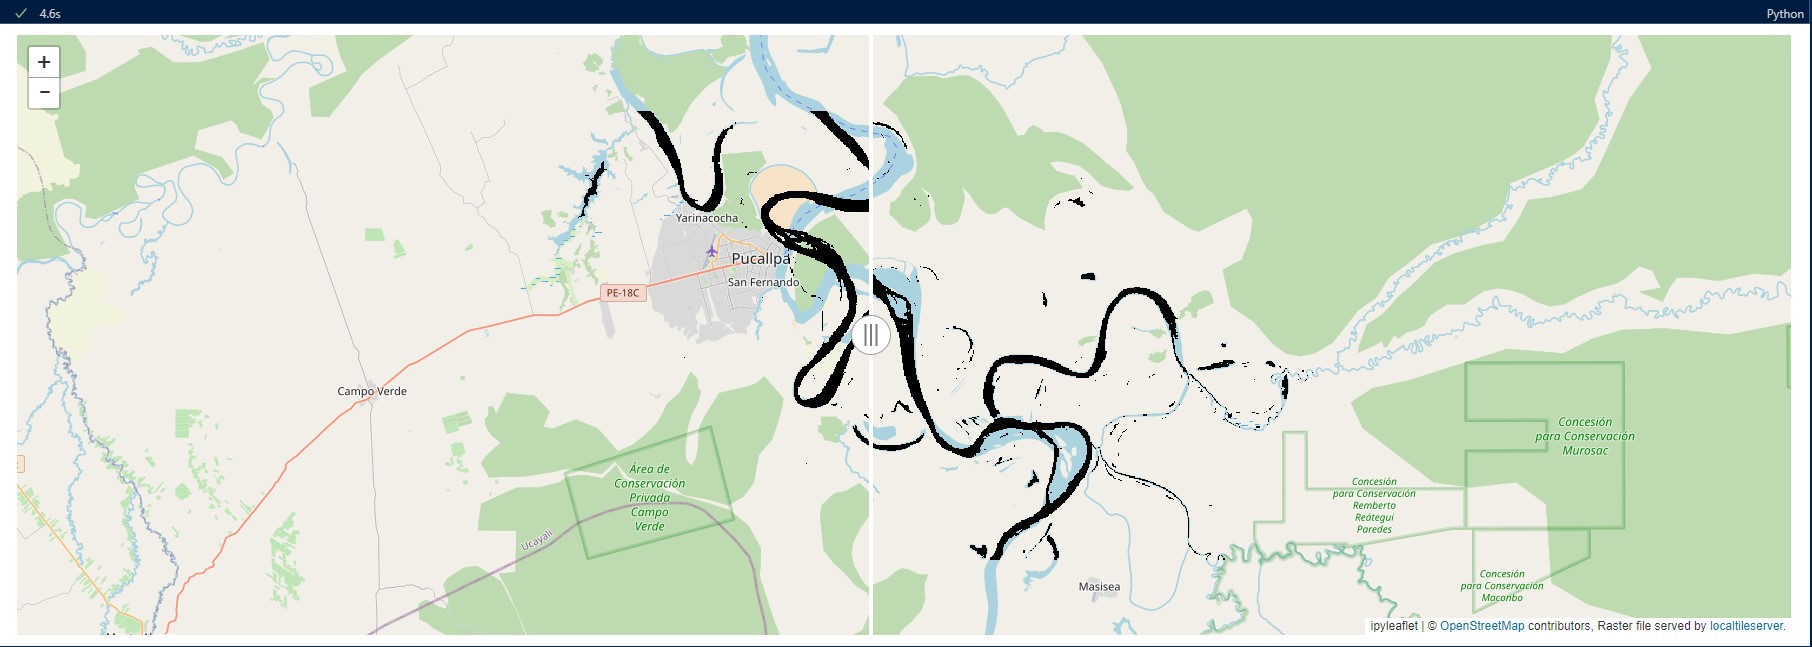 4.6s
Python
+
−
Yarinacocha
Pucallpa
San Fernando
PE-18C
Campo Verde
Área de
Conservación
Privada
Campo
Verde
Ucayali
Concesión
para Conservación
Murosac
Concesión
para Conservación
Remberto
Reátegui
Paredes
Concesión
para Conservación
Maconbo
Masisea
ipyleaflet | © OpenStreetMap contributors, Raster file served by localtileserver.